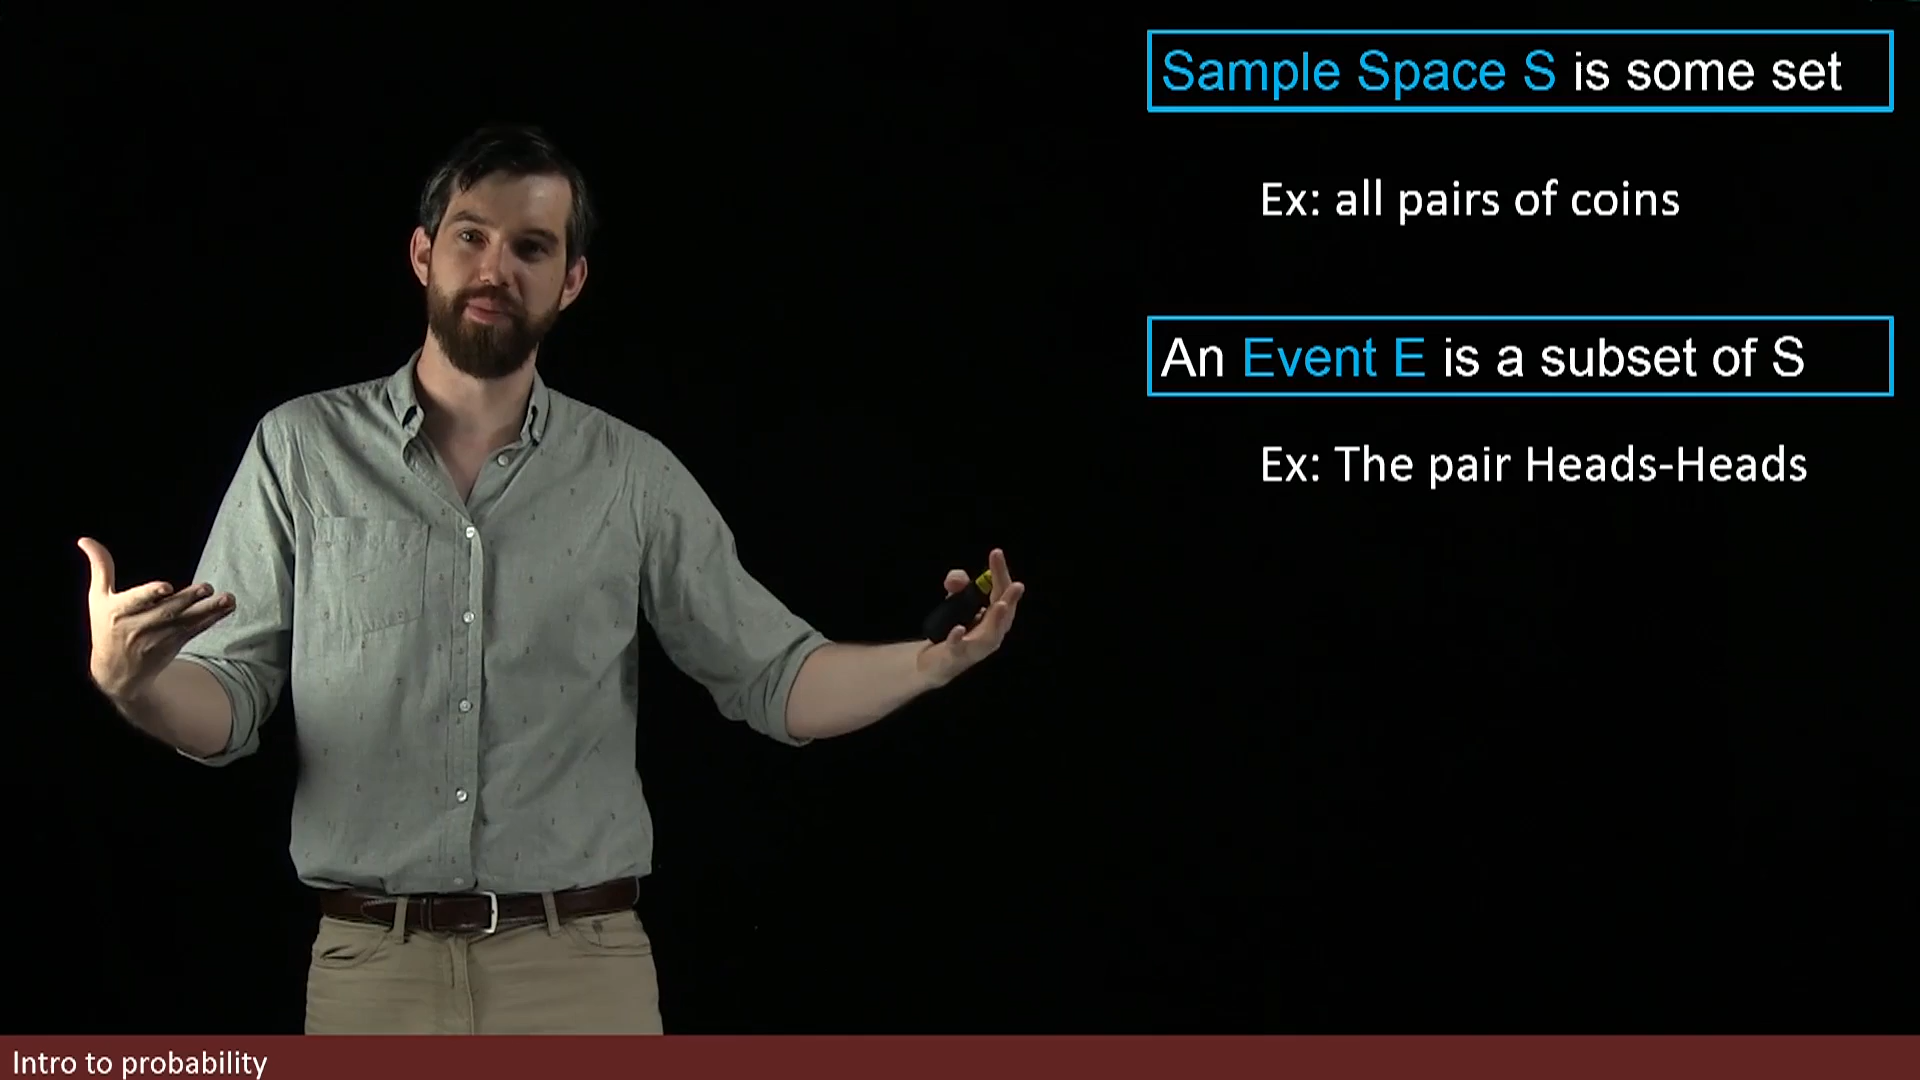 Sample Space S is some set
Ex: all pairs of coins
An Event E is a subset of S
Ex: The pair Heads-Heads
Intro to probability